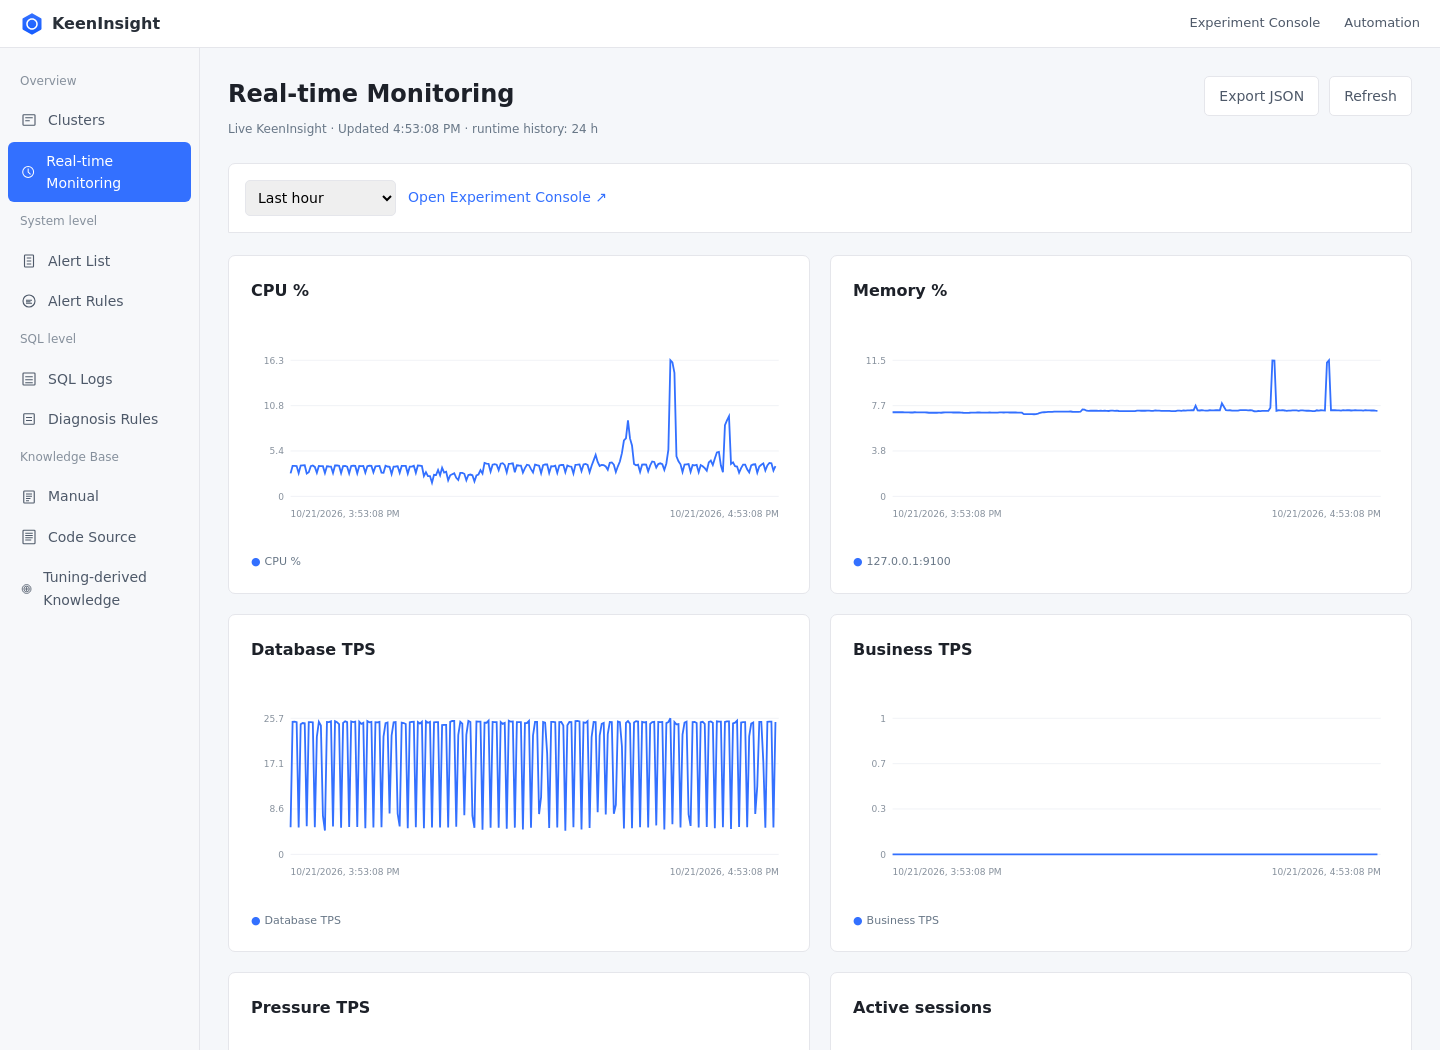 KeenInsight
Experiment Console
Automation
Overview
Clusters
Real-time
Monitoring
System level
Alert List
Alert Rules
SQL level
SQL Logs
Diagnosis Rules
Knowledge Base
Manual
Code Source
Tuning-derived
Knowledge
Real-time Monitoring
Export JSON
Refresh
Live KeenInsight · Updated 4:53:08 PM · runtime history: 24 h
Last hour
Open Experiment Console ↗
CPU %
16.3
10.8
5.4
0
10/21/2026, 3:53:08 PM
10/21/2026, 4:53:08 PM
CPU %
Memory %
11.5
7.7
3.8
0
10/21/2026, 3:53:08 PM
10/21/2026, 4:53:08 PM
127.0.0.1:9100
Database TPS
25.7
17.1
8.6
0
10/21/2026, 3:53:08 PM
10/21/2026, 4:53:08 PM
Database TPS
Business TPS
1
0.7
0.3
0
10/21/2026, 3:53:08 PM
10/21/2026, 4:53:08 PM
Business TPS
Pressure TPS
Active sessions